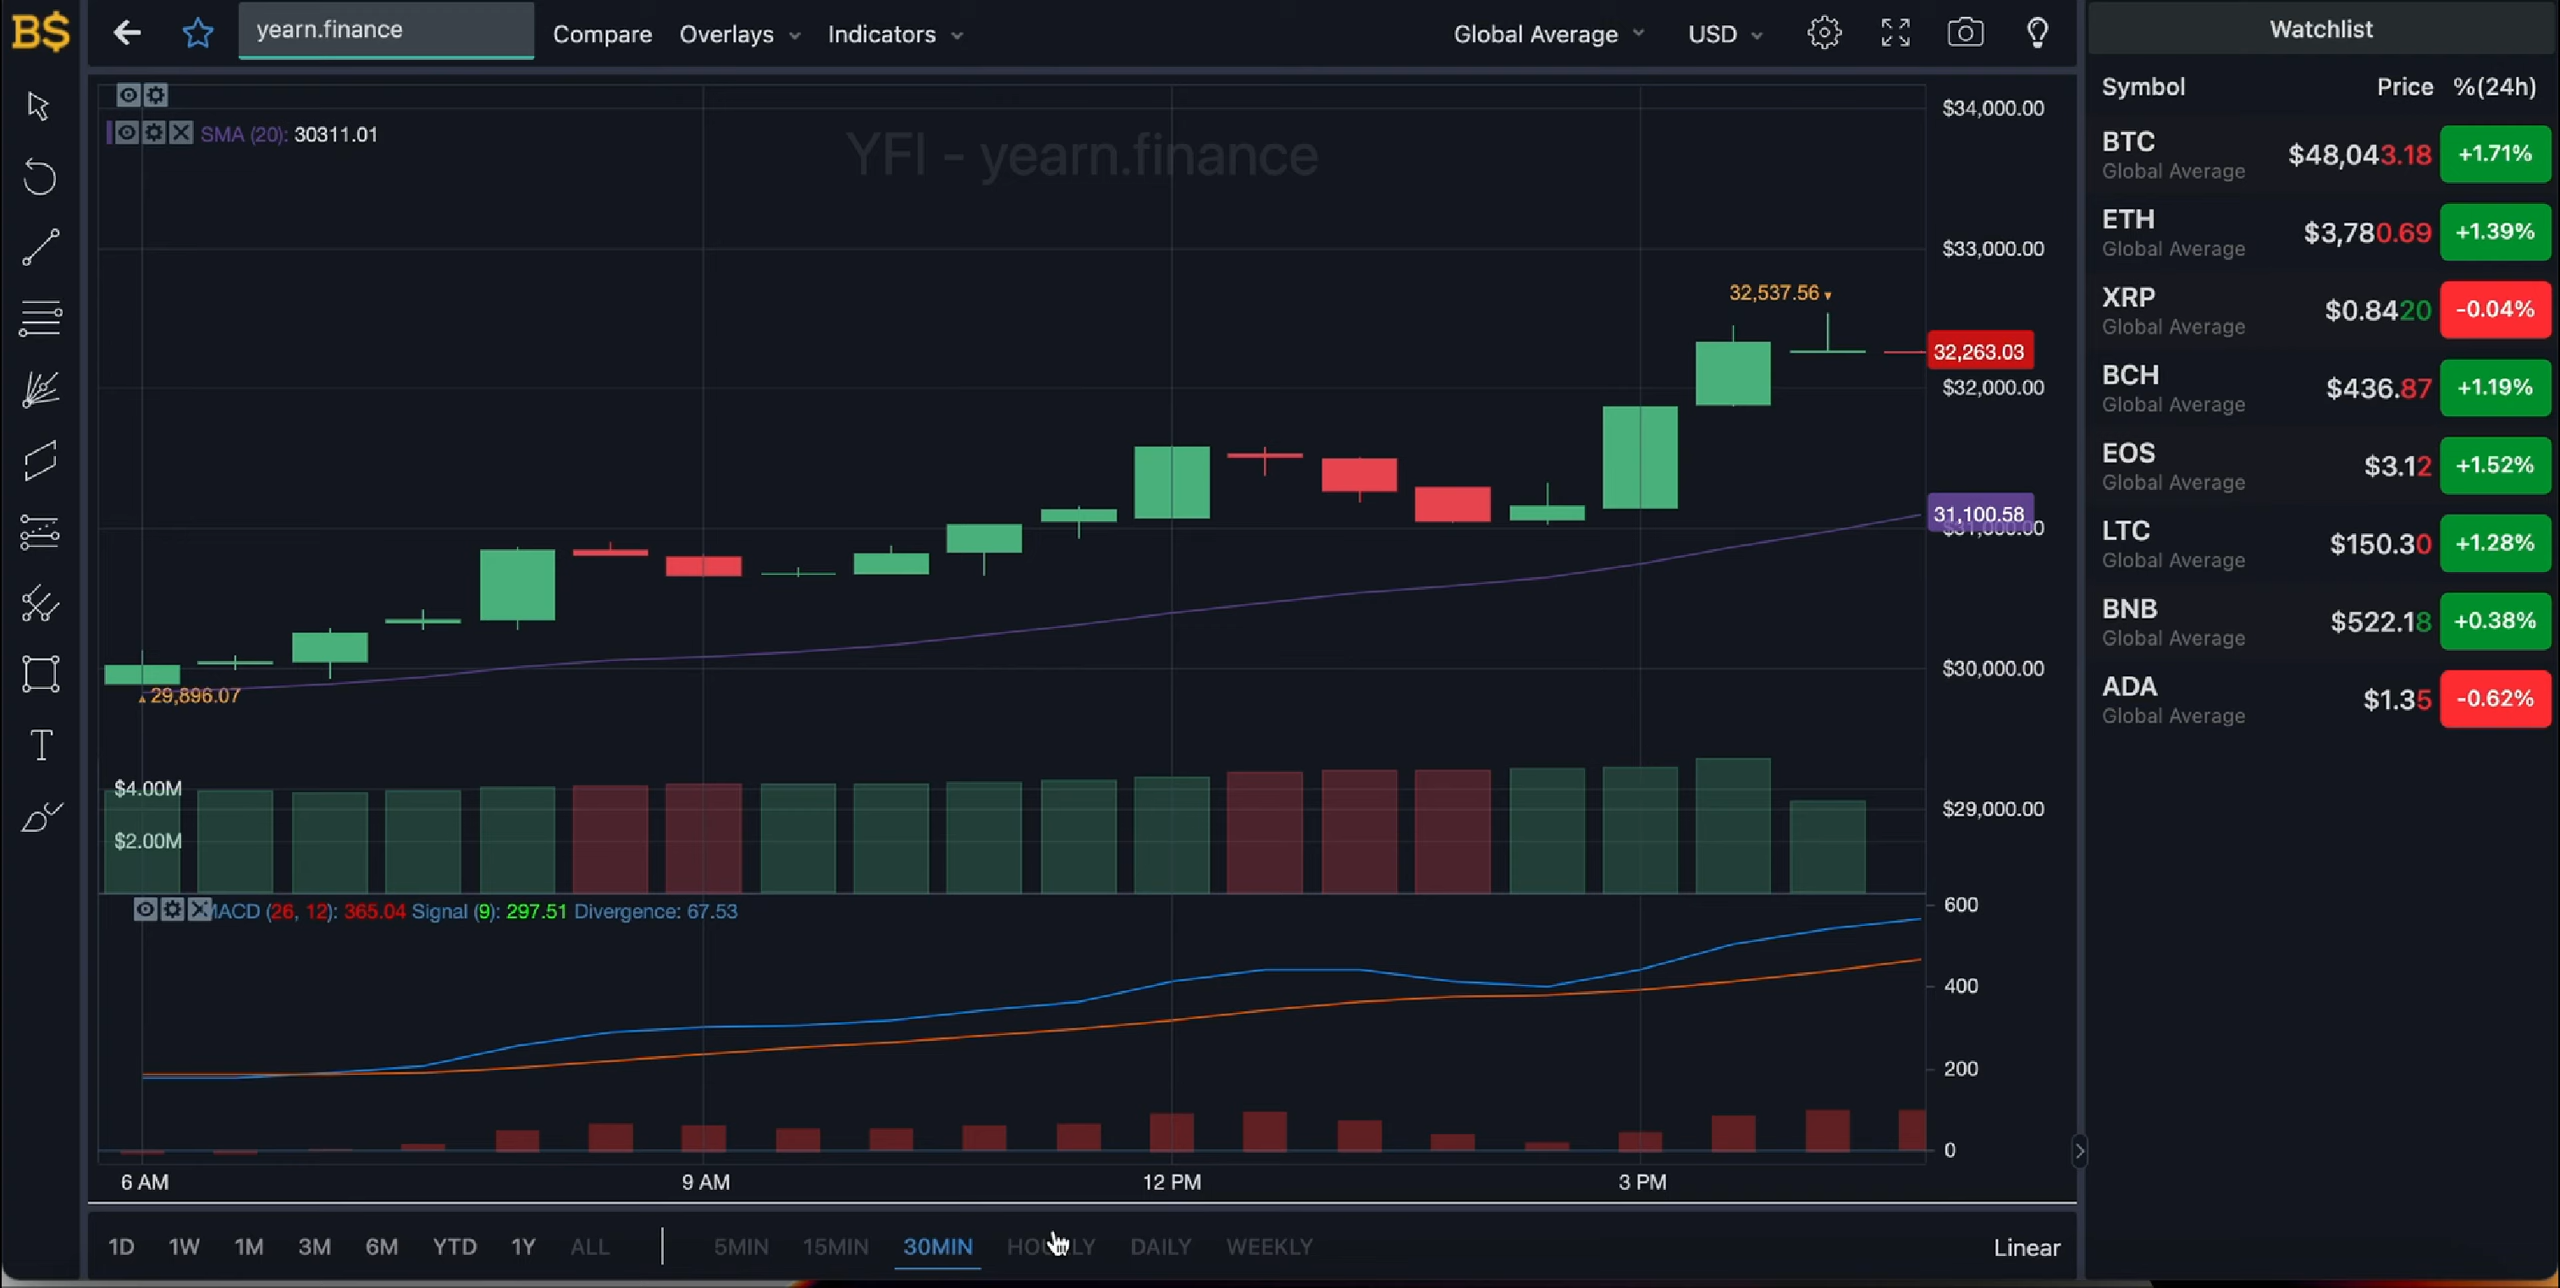 B$
yearn.finance
Compare
Overlays
Indicators
Global Average
USD
SMA (20): 30311.01
YFI - yearn.finance
$34,000.00
$33,000.00
32,537.56
32,263.03
$32,000.00
31,100.58
$31,000.00
$30,000.00
29,896.07
$4.00M
$29,000.00
$2.00M
MACD (26, 12): 365.04 Signal (9): 297.51 Divergence: 67.53
600
400
200
0
6 AM
9 AM
12 PM
3 PM
1D
1W
1M
3M
6M
YTD
1Y
ALL
5MIN
15MIN
30MIN
HOURLY
DAILY
WEEKLY
Linear
Watchlist
Symbol Price %(24h)
BTC $48,043.18 +1.71%
Global Average
ETH $3,780.69 +1.39%
Global Average
XRP $0.8420 -0.04%
Global Average
BCH $436.87 +1.19%
Global Average
EOS $3.12 +1.52%
Global Average
LTC $150.30 +1.28%
Global Average
BNB $522.18 +0.38%
Global Average
ADA $1.35 -0.62%
Global Average